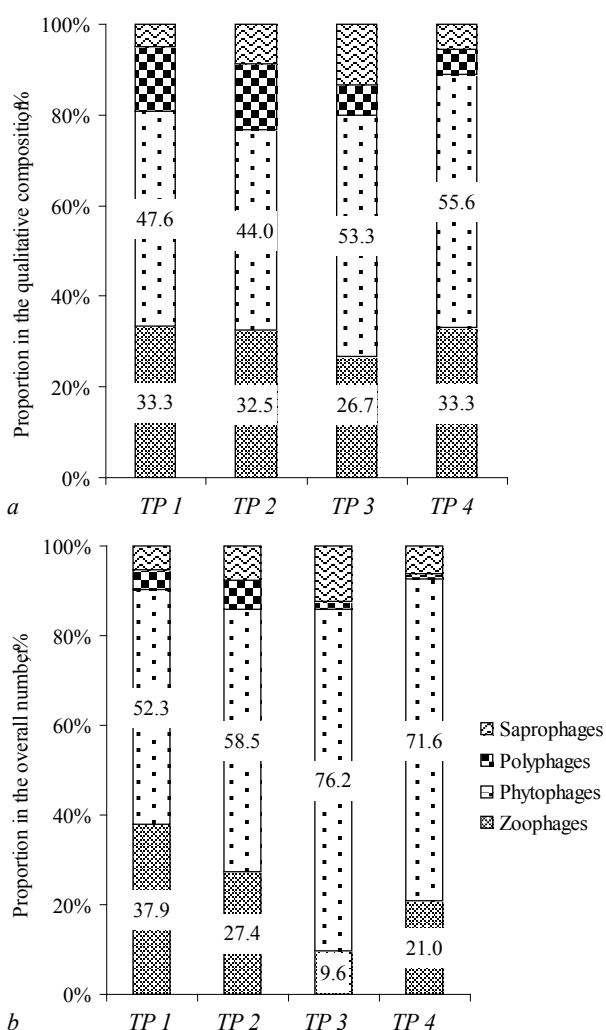 100%
80%
60%
40%
20%
0%
Proportion in the qualitative composition,%
47.6
44.0
53.3
55.6
33.3
32.5
26.7
33.3
a
TP 1 TP 2 TP 3 TP 4
100%
80%
60%
40%
20%
0%
Proportion in the overall number,%
52.3
58.5
76.2
71.6
37.9
27.4
9.6
21.0
Saprophages
Polyphages
Phytophages
Zoophages
b
TP 1 TP 2 TP 3 TP 4